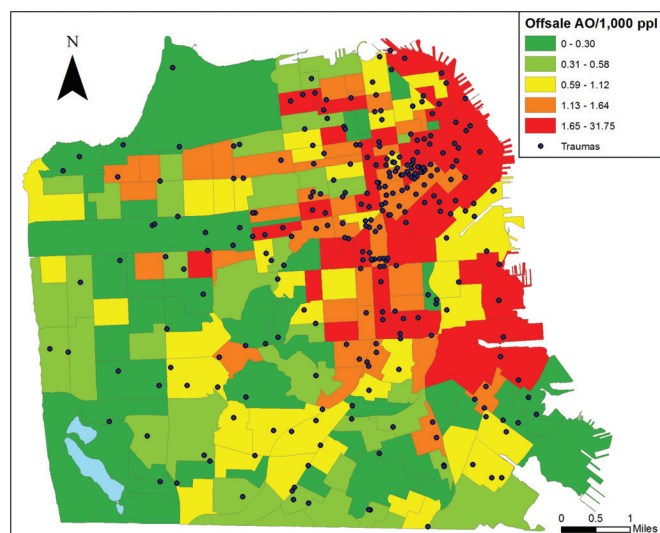 N
Offsale AO/1,000 ppl
0 - 0.30
0.31 - 0.58
0.59 - 1.12
1.13 - 1.64
1.65 - 31.75
Traumas
0 0.5 1
Miles